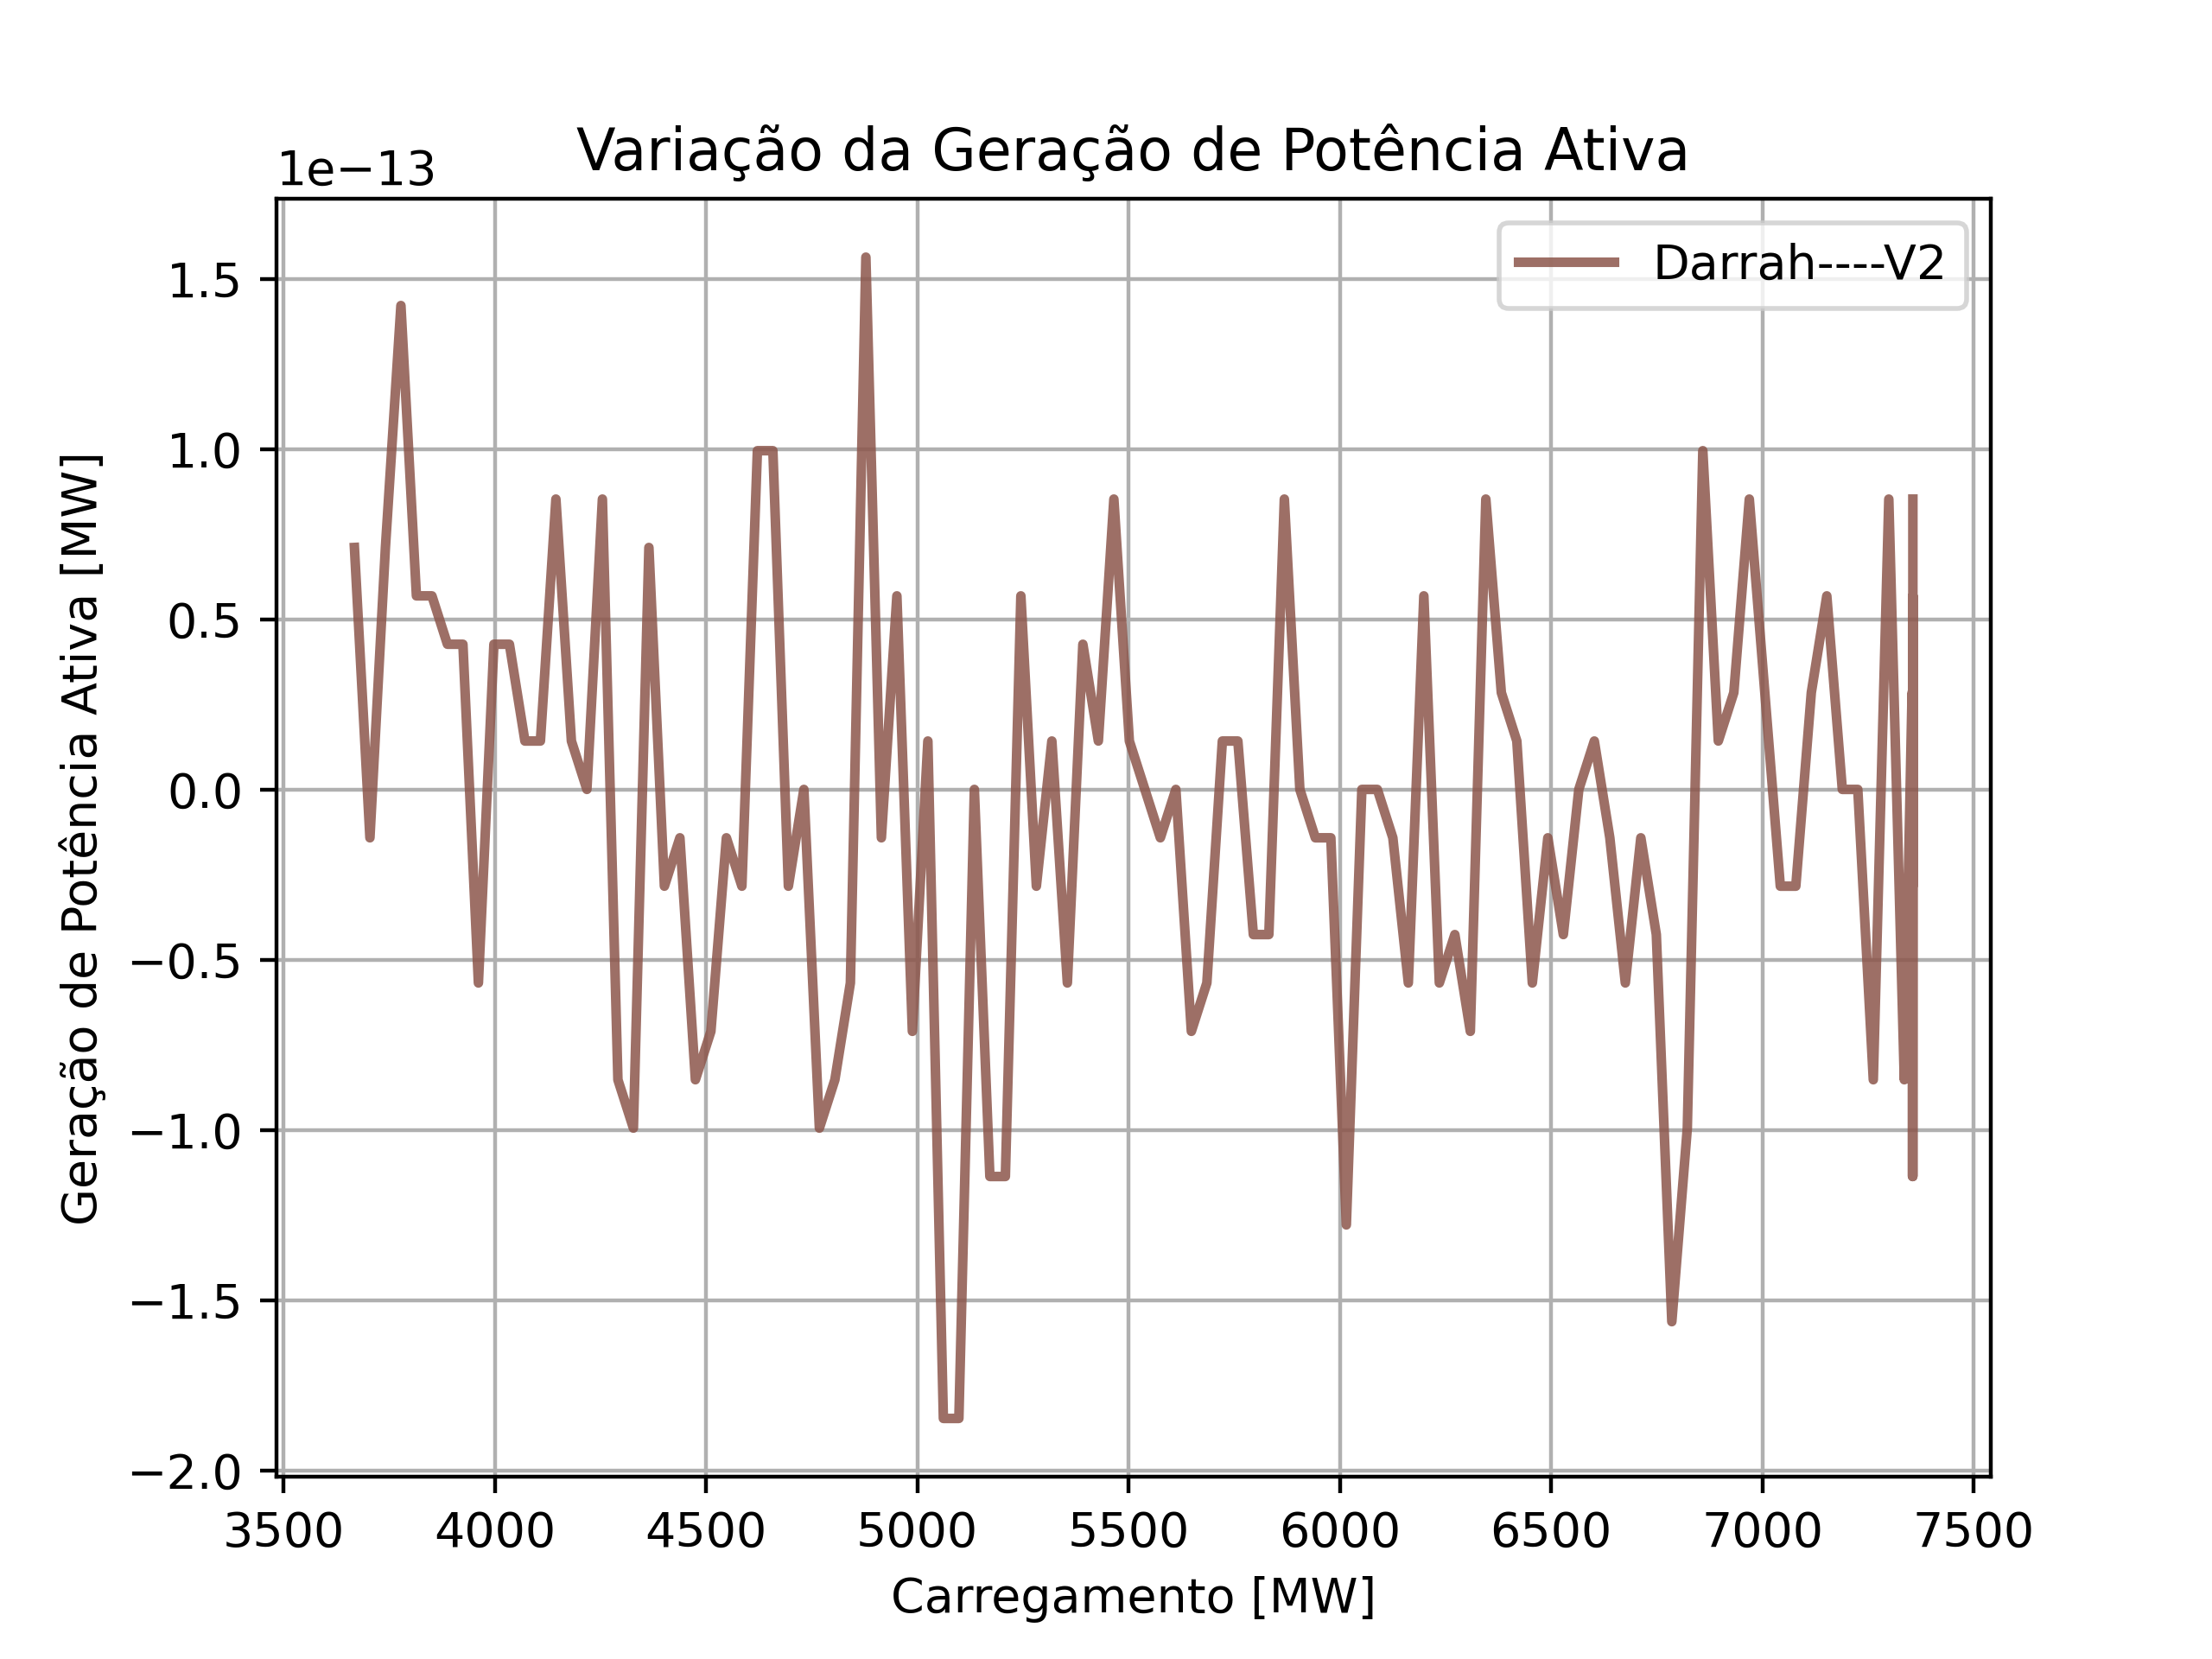 Variação da Geração de Potência Ativa
1e−13
Darrah----V2
Geração de Potência Ativa [MW]
1.5
1.0
0.5
0.0
−0.5
−1.0
−1.5
−2.0
3500 4000 4500 5000 5500 6000 6500 7000 7500
Carregamento [MW]